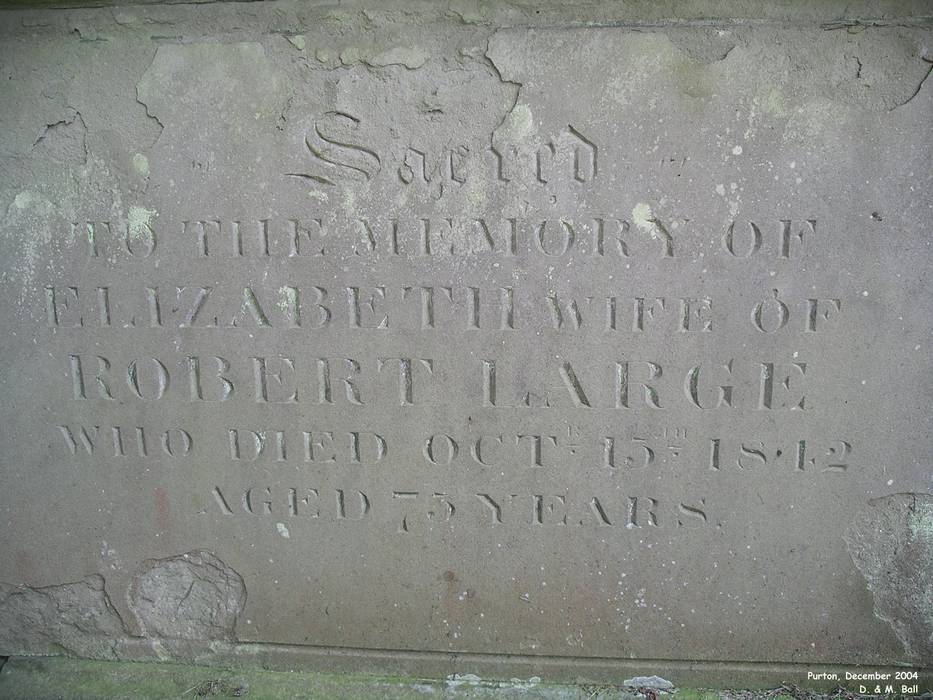 Sacred
TO THE MEMORY OF
ELIZABETH WIFE OF
ROBERT LARGE
WHO DIED OCTR 15TH 1842
AGED 75 YEARS.
Purton, December 2004
D. & M. Ball